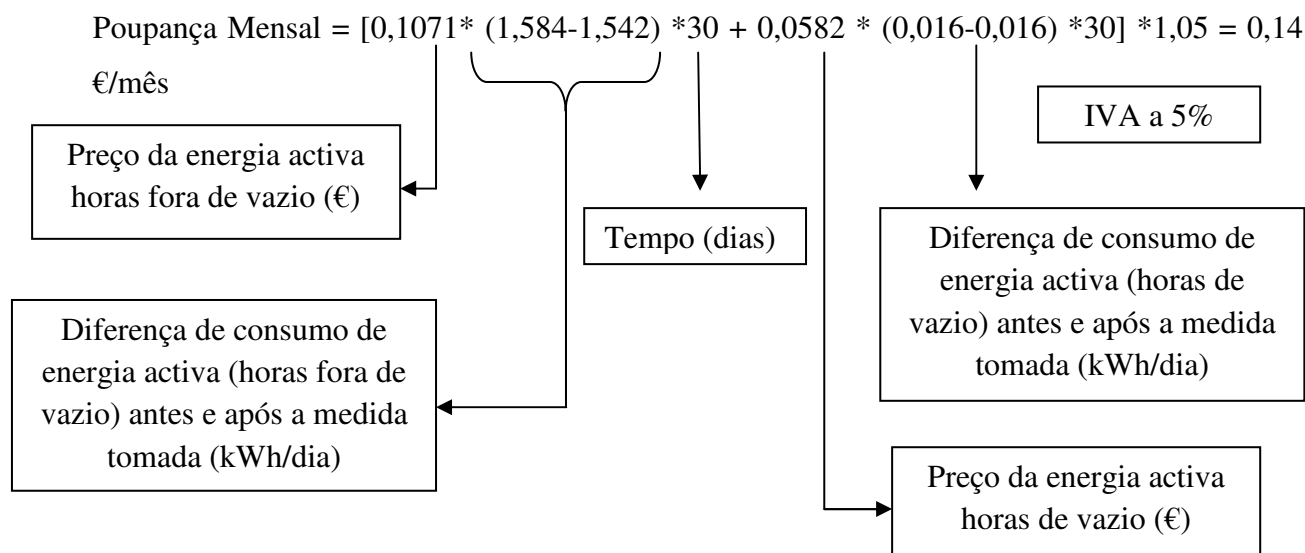 Poupança Mensal = [0,1071* (1,584-1,542) *30 + 0,0582 * (0,016-0,016) *30] *1,05 = 0,14
€/mês
IVA a 5%
Preço da energia activa
horas fora de vazio (€)
Tempo (dias)
Diferença de consumo de
energia activa (horas de
vazio) antes e após a medida
tomada (kWh/dia)
Diferença de consumo de
energia activa (horas fora de
vazio) antes e após a medida
tomada (kWh/dia)
Preço da energia activa
horas de vazio (€)